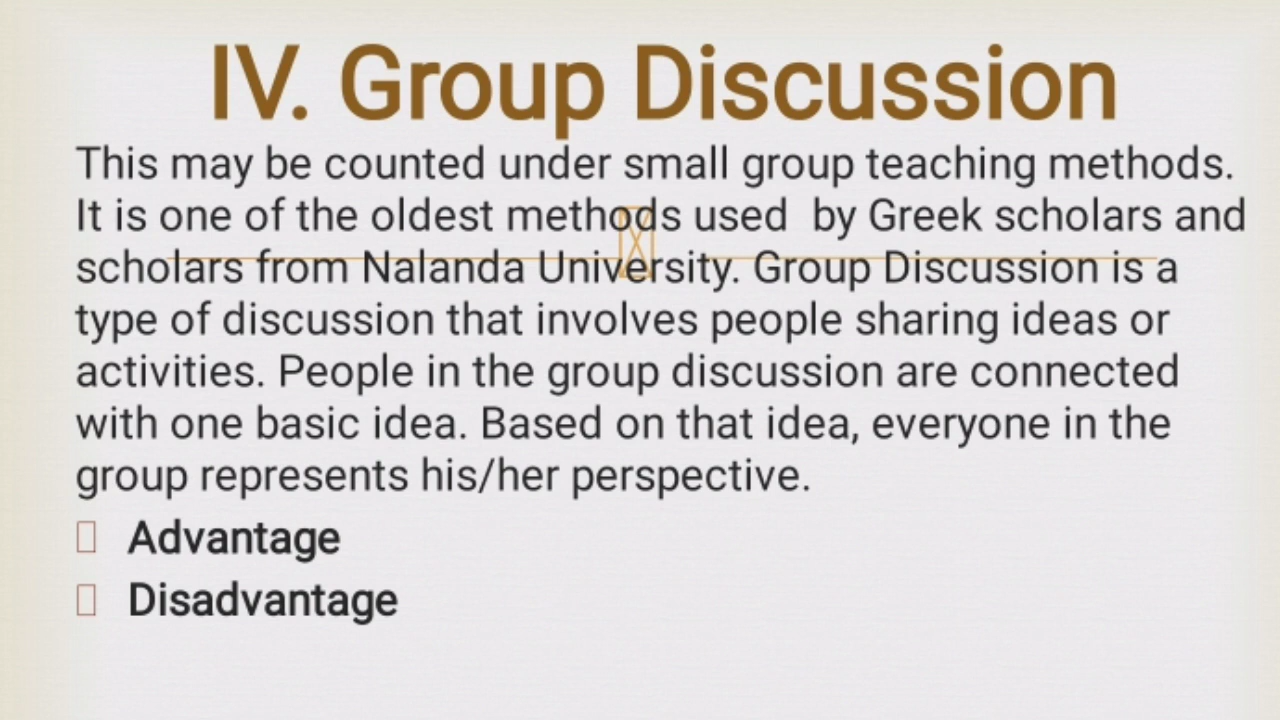 IV. Group Discussion
This may be counted under small group teaching methods.
It is one of the oldest methods used  by Greek scholars and
scholars from Nalanda University. Group Discussion is a
type of discussion that involves people sharing ideas or
activities. People in the group discussion are connected
with one basic idea. Based on that idea, everyone in the
group represents his/her perspective.
Advantage
Disadvantage